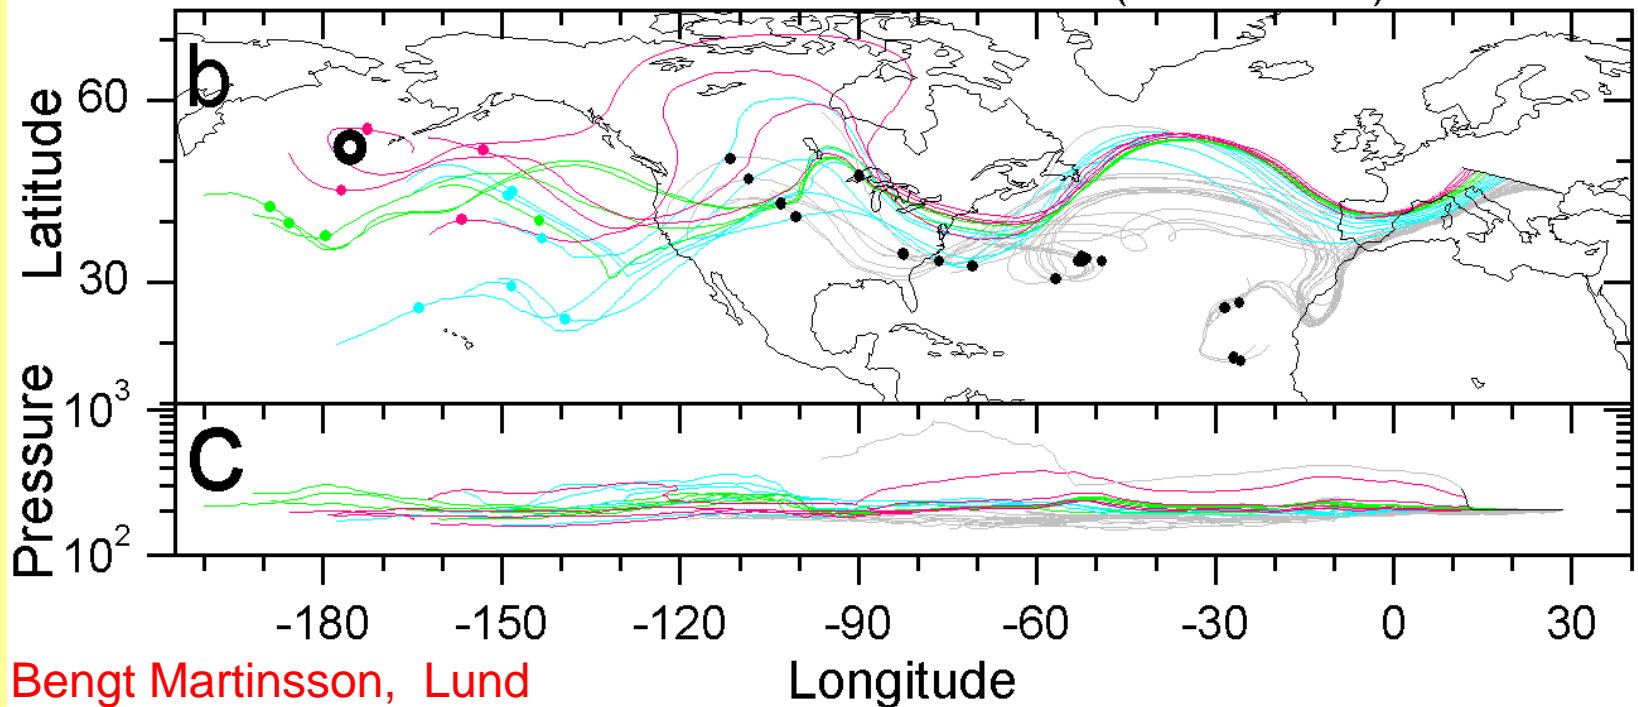 b
Latitude
60
30
C
Pressure
10³
10²
-180 -150 -120 -90 -60 -30 0 30
Longitude
Bengt Martinsson, Lund